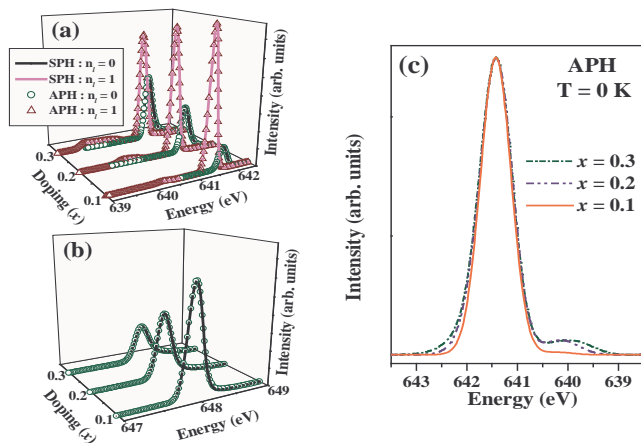 (a)
SPH : n_l = 0
SPH : n_l = 1
APH : n_l = 0
APH : n_l = 1
Intensity (arb. units)
0.3
0.2
0.1
Doping (x)
639
640
641
642
Energy (eV)
(b)
Intensity (arb. units)
0.3
0.2
0.1
Doping (x)
647
648
649
Energy (eV)
(c)
APH
T = 0 K
x = 0.3
x = 0.2
x = 0.1
Intensity (arb. units)
643 642 641 640 639
Energy (eV)